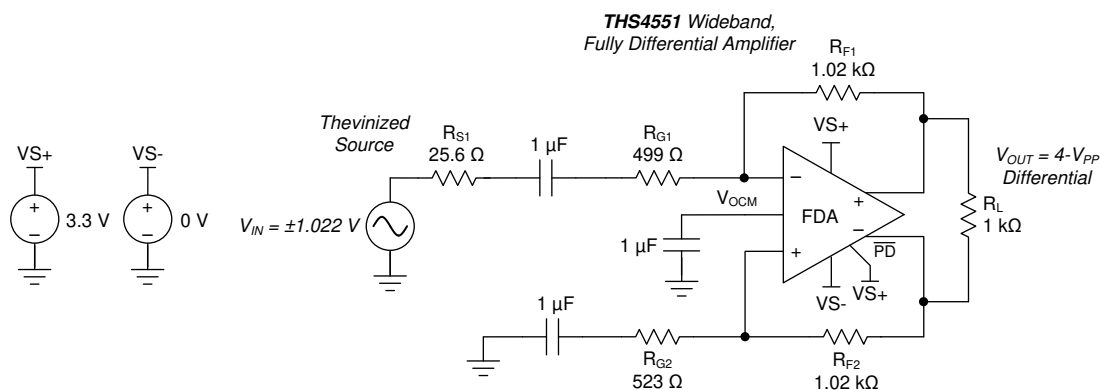 THS4551 Wideband,
Fully Differential Amplifier
RF1
1.02 kΩ
VS+
VS-
3.3 V
0 V
Thevinized
Source
RS1
25.6 Ω
1 µF
RG1
499 Ω
VS+
VIN = ±1.022 V
VOCM
1 µF
FDA
PD
VS-
VS+
RL
1 kΩ
VOUT = 4-VPP
Differential
1 µF
RG2
523 Ω
RF2
1.02 kΩ